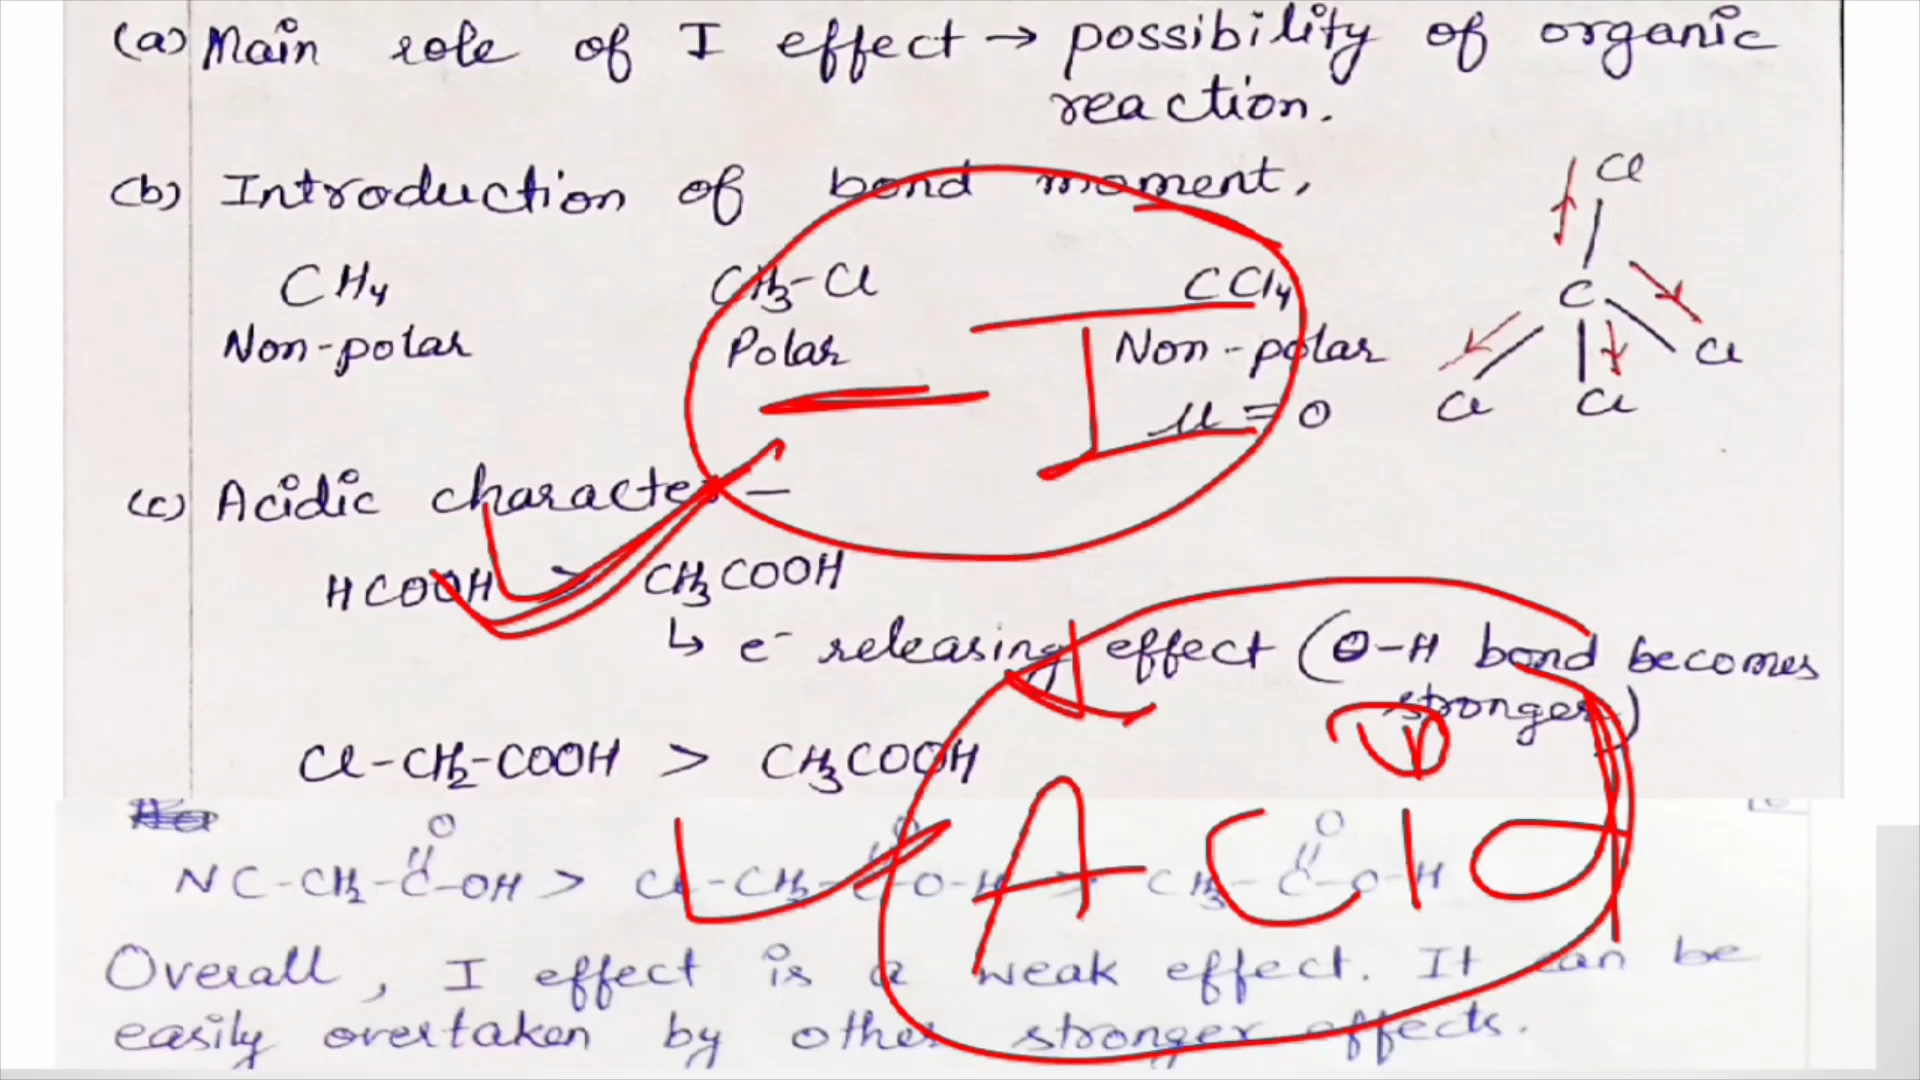 (a) Main role of I effect → possibility of organic
reaction.
(b) Introduction of bond moment,
CH₄ CH₃-Cl CCl₄
Non-polar Polar Non-polar
μ = 0
Cl
C
Cl Cl Cl
(c) Acidic character –
HCOOH > CH₃COOH
↳ e⁻ releasing effect (O-H bond becomes
stronger)
Cl-CH₂-COOH > CH₃COOH
NC-CH₂-C-OH > Cl-CH₂-C-O-H > CH₃-C-O-H
O O O
Overall, I effect is a weak effect. It can be
easily overtaken by other stronger effects.
- I
Acid